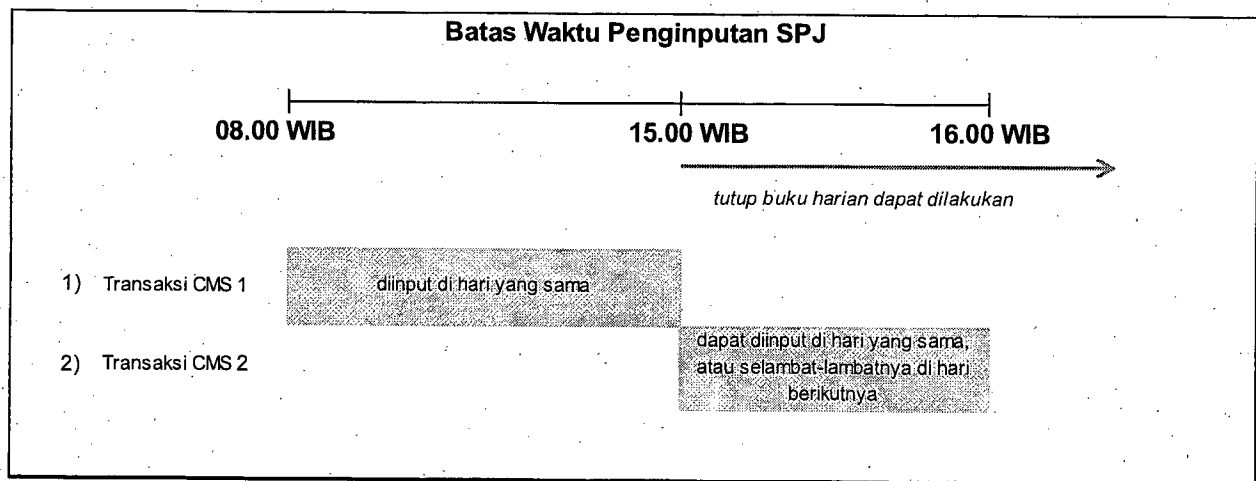 Batas Waktu Penginputan SPJ
08.00 WIB
15.00 WIB
16.00 WIB
tutup buku harian dapat dilakukan
1) Transaksi CMS 1
diinput di hari yang sama
2) Transaksi CMS 2
dapat diinput di hari yang sama,
atau selambat-lambatnya di hari
berikutnya